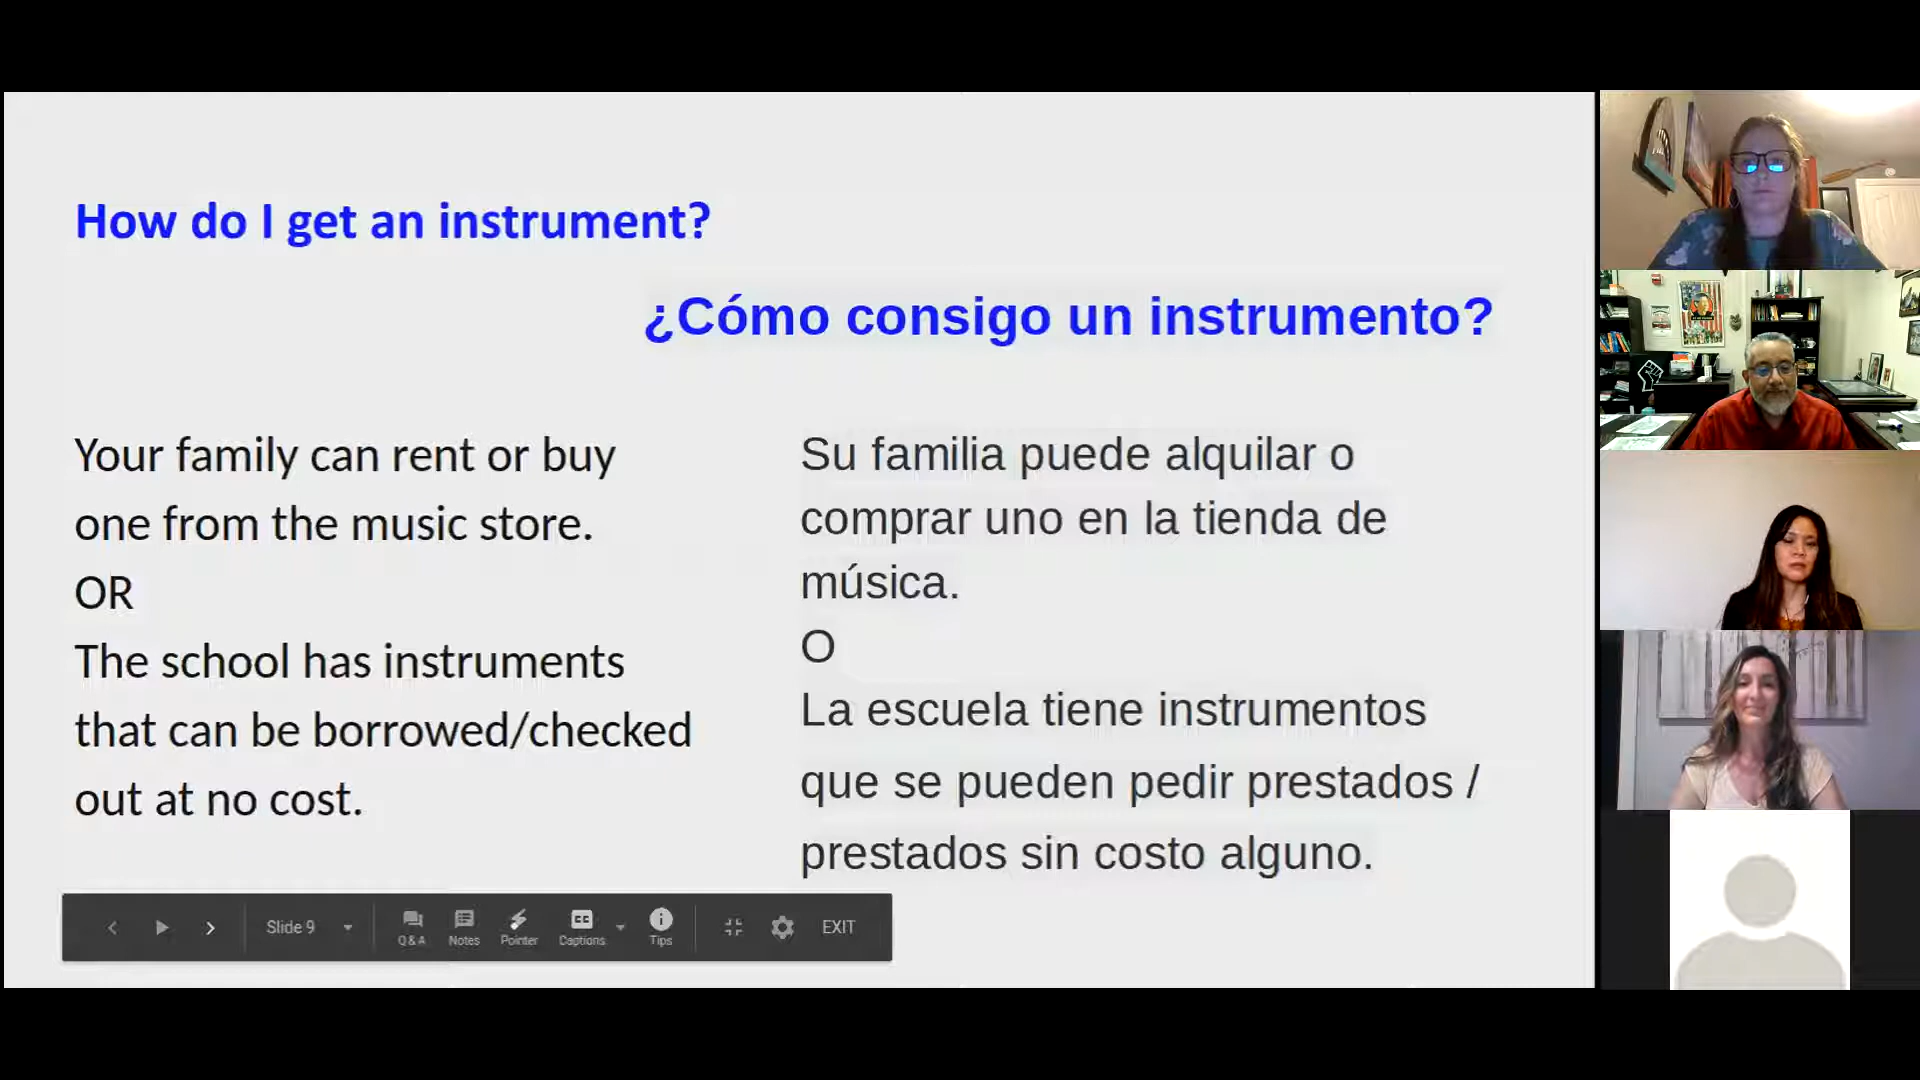 How do I get an instrument?
¿Cómo consigo un instrumento?
Your family can rent or buy
one from the music store.
OR
The school has instruments
that can be borrowed/checked
out at no cost.
Su familia puede alquilar o
comprar uno en la tienda de
música.
O
La escuela tiene instrumentos
que se pueden pedir prestados /
prestados sin costo alguno.
Slide 9
Q & A
Notes
Pointer
CC
Captions
Tips
EXIT